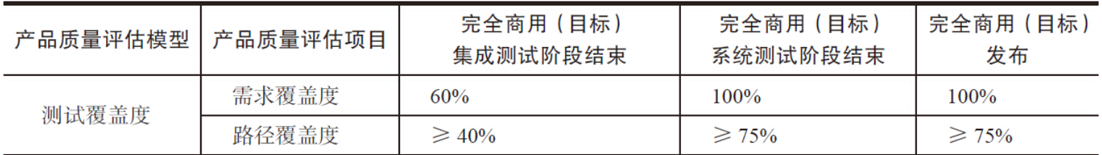 产品质量评估模型 产品质量评估项目 完全商用（目标）集成测试阶段结束 完全商用（目标）系统测试阶段结束 完全商用（目标）发布
测试覆盖度 需求覆盖度 60% 100% 100%
路径覆盖度 ≥ 40% ≥ 75% ≥ 75%